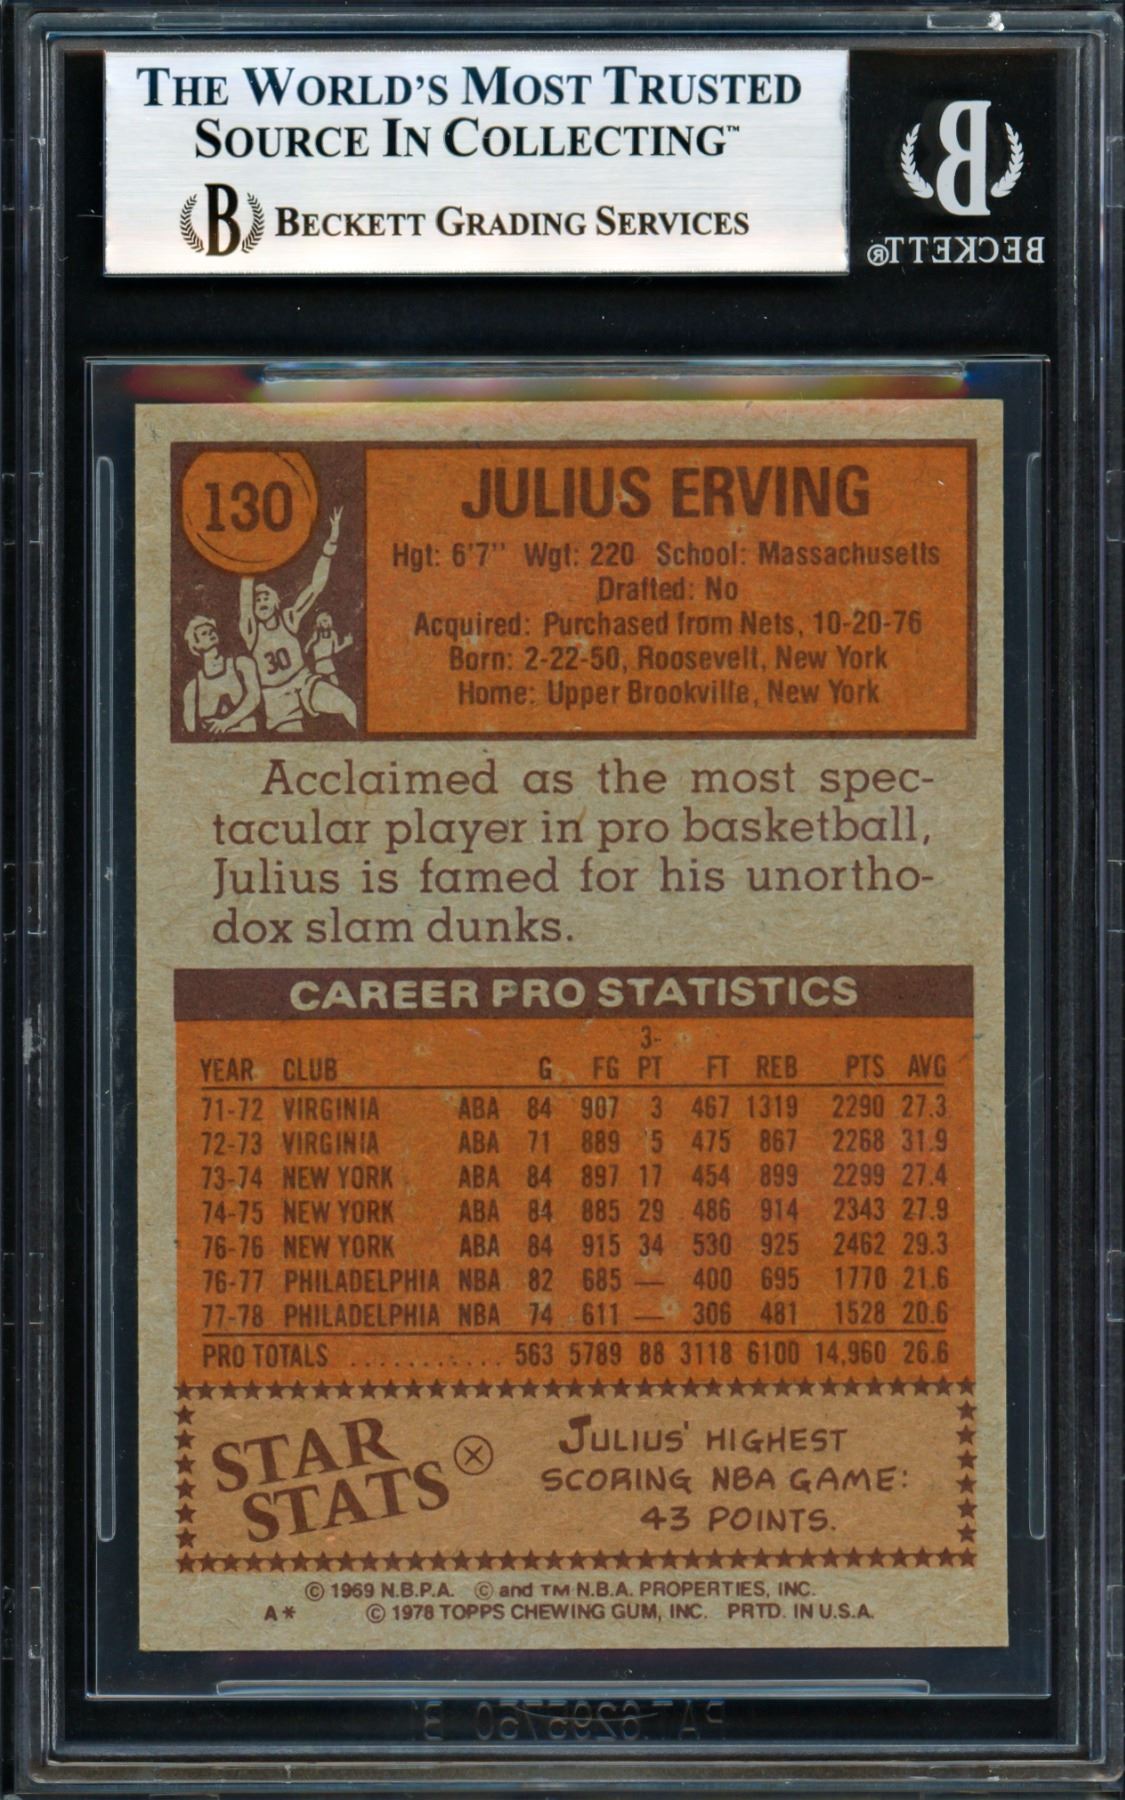 THE WORLD'S MOST TRUSTED
SOURCE IN COLLECTING™
B BECKETT GRADING SERVICES
B
BECKETT®
130
JULIUS ERVING
Hgt: 6'7" Wgt: 220 School: Massachusetts
Drafted: No
Acquired: Purchased from Nets, 10-20-76
Born: 2-22-50, Roosevelt, New York
Home: Upper Brookville, New York
30
Acclaimed as the most spec-
tacular player in pro basketball,
Julius is famed for his unortho-
dox slam dunks.
CAREER PRO STATISTICS
YEAR CLUB G FG 3-PT FT REB PTS AVG
71-72 VIRGINIA ABA 84 907 3 467 1319 2290 27.3
72-73 VIRGINIA ABA 71 889 5 475 867 2268 31.9
73-74 NEW YORK ABA 84 897 17 454 899 2299 27.4
74-75 NEW YORK ABA 84 885 29 486 914 2343 27.9
76-76 NEW YORK ABA 84 915 34 530 925 2462 29.3
76-77 PHILADELPHIA NBA 82 685 — 400 695 1770 21.6
77-78 PHILADELPHIA NBA 74 611 — 306 481 1528 20.6
PRO TOTALS ............ 563 5789 88 3118 6100 14,960 26.6
STAR
STATS
JULIUS' HIGHEST
SCORING NBA GAME:
43 POINTS.
© 1969 N.B.P.A. © and TM N.B.A. PROPERTIES, INC.
A* © 1978 TOPPS CHEWING GUM, INC. PRTD. IN U.S.A.